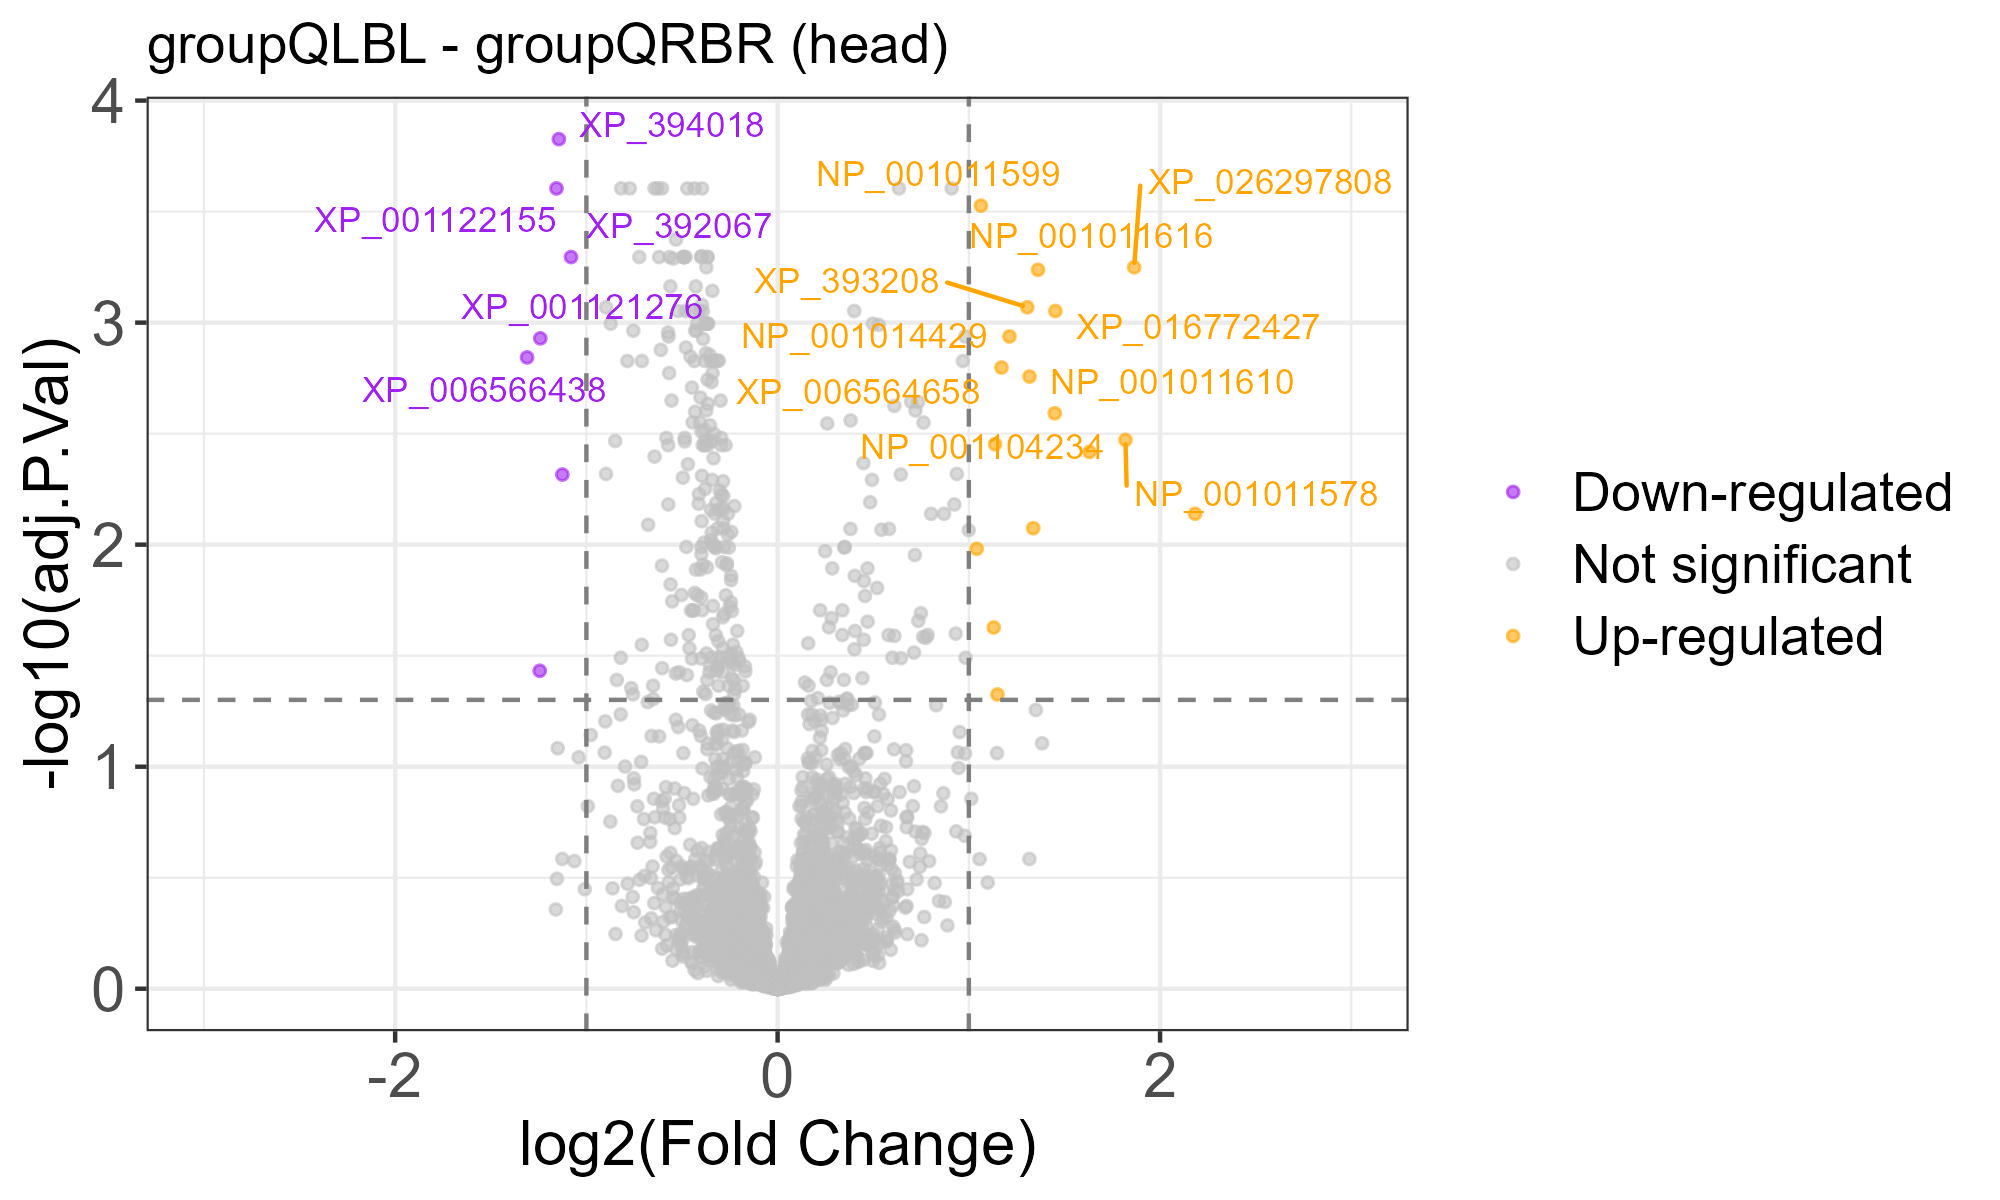 groupQLBL - groupQRBR (head)
4
3
2
1
0
-log10(adj.P.Val)
XP_394018
NP_001011599
XP_026297808
XP_001122155
XP_392067
NP_001011616
XP_393208
XP_001121276
XP_016772427
NP_001014429
XP_006566438
XP_006564658
NP_001011610
NP_001104234
NP_001011578
-2
0
2
log2(Fold Change)
Down-regulated
Not significant
Up-regulated